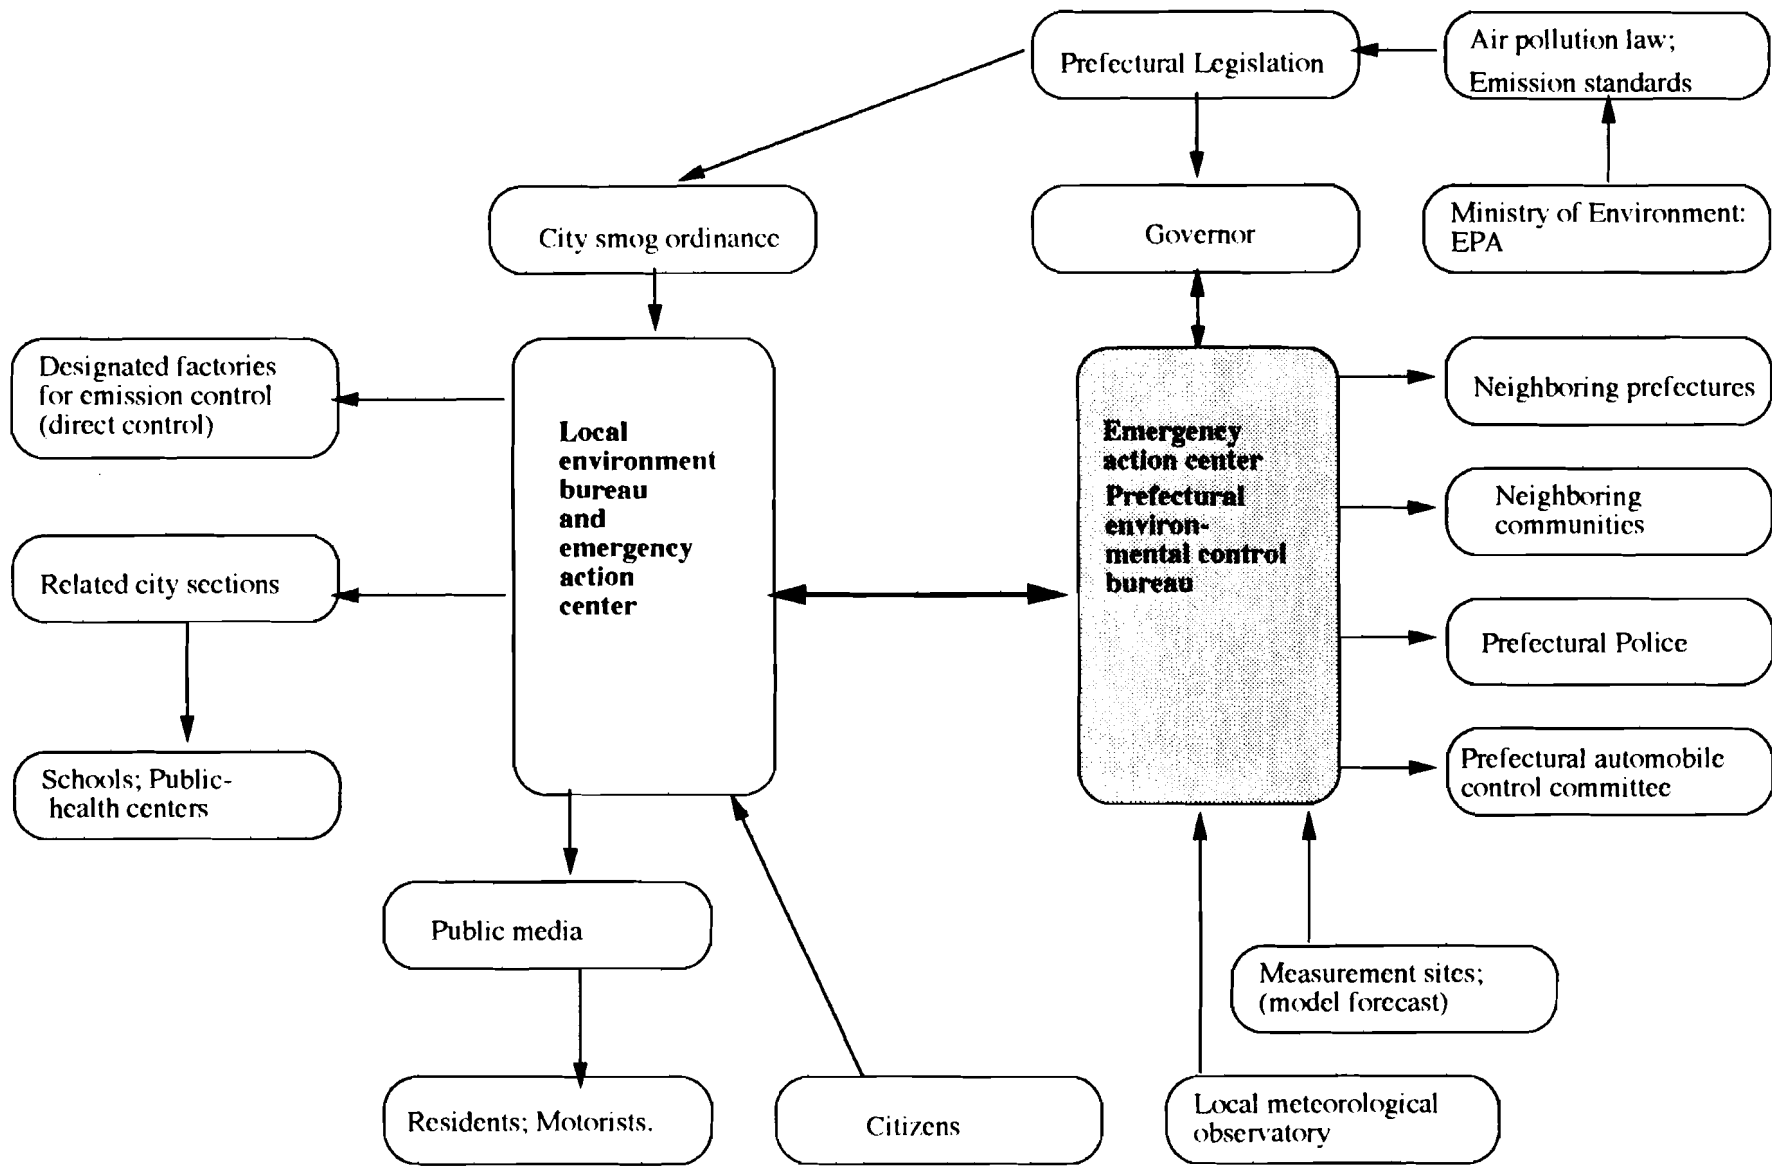 Prefectural Legislation
Air pollution law;
Emission standards
City smog ordinance
Governor
Ministry of Environment:
EPA
Designated factories
for emission control
(direct control)
Local
environment
bureau
and
emergency
action
center
Emergency
action center
Prefectural
environ-
mental control
bureau
Neighboring prefectures
Neighboring
communities
Related city sections
Prefectural Police
Schools; Public-
health centers
Prefectural automobile
control committee
Public media
Measurement sites;
(model forecast)
Residents; Motorists.
Citizens
Local meteorological
observatory